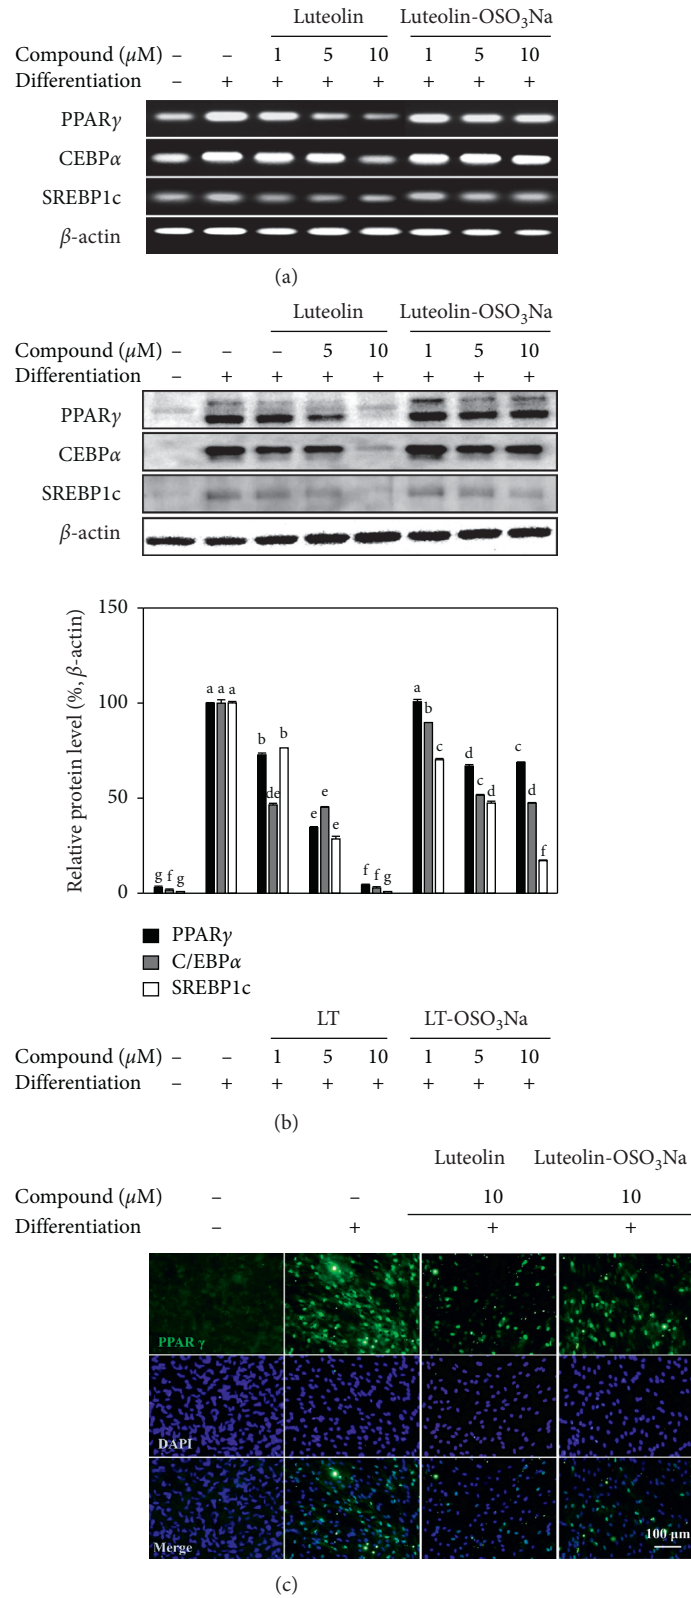 Luteolin Luteolin-OSO₃Na
Compound (μM) – – 1 5 10 1 5 10
Differentiation – + + + + + + +
PPARγ
CEBPα
SREBP1c
β-actin
(a)
Luteolin Luteolin-OSO₃Na
Compound (μM) – – – 5 10 1 5 10
Differentiation – + + + + + + +
PPARγ
CEBPα
SREBP1c
β-actin
Relative protein level (%, β-actin)
150
100
50
0
g f g
a a a
b de b
e e e
f f g
a b c
d c d
c d f
PPARγ
C/EBPα
SREBP1c
LT LT-OSO₃Na
Compound (μM) – – 1 5 10 1 5 10
Differentiation – + + + + + + +
(b)
Luteolin Luteolin-OSO₃Na
Compound (μM) – – 10 10
Differentiation – + + +
PPAR γ
DAPI
Merge
100 μm
(c)